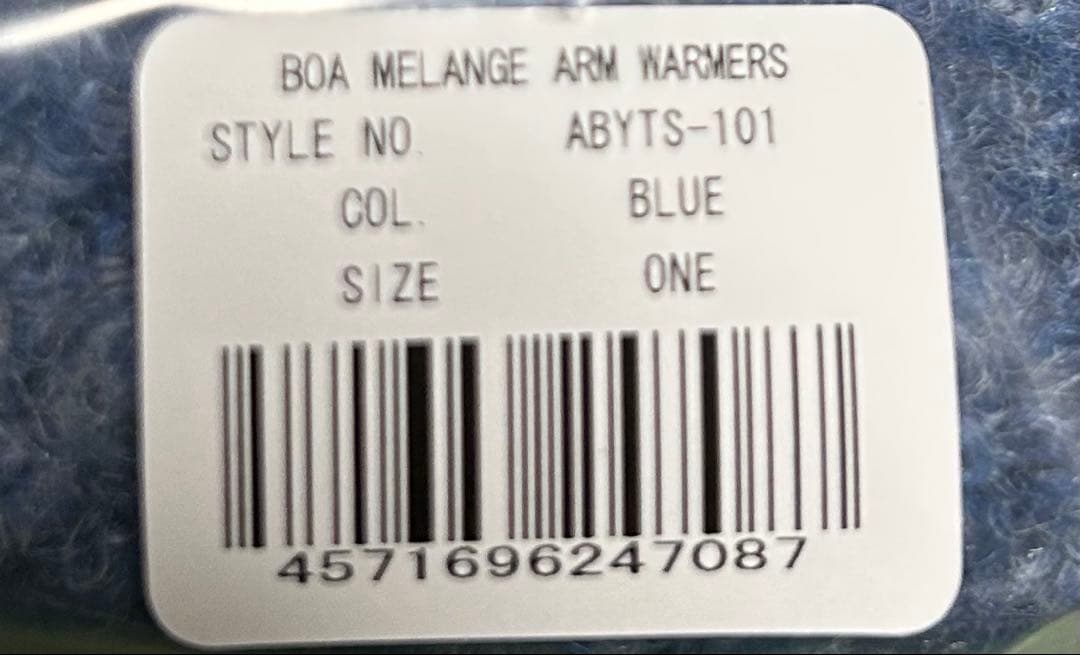 BOA MELANGE ARM WARMERS
STYLE NO. ABYTS-101
COL. BLUE
SIZE ONE
4571696247087